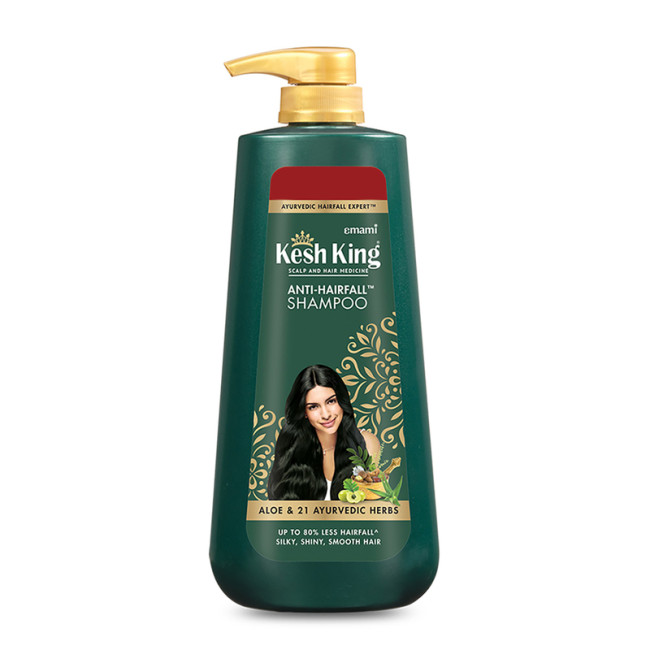 AYURVEDIC HAIRFALL EXPERT™
emami
Kesh King®
SCALP AND HAIR MEDICINE
ANTI-HAIRFALL™
SHAMPOO
ALOE & 21 AYURVEDIC HERBS
UP TO 80% LESS HAIRFALL^
SILKY, SHINY, SMOOTH HAIR